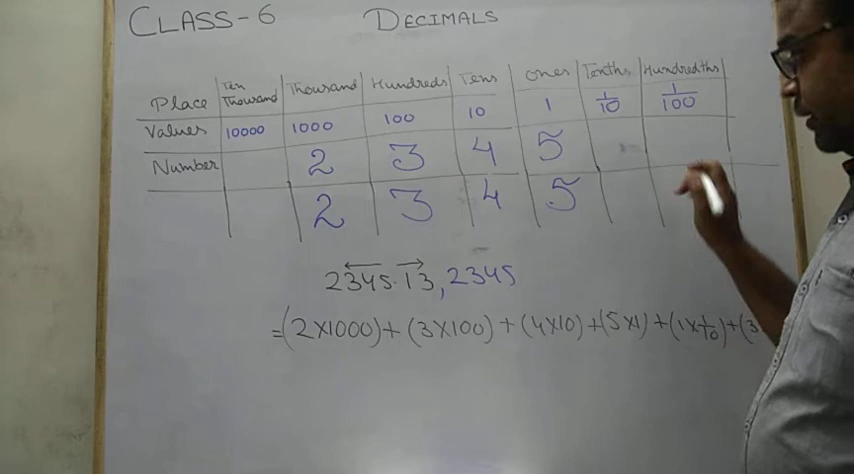 CLASS-6 DECIMALS
Place Ten Thousand Thousand Hundreds Tens Ones Tenths Hundredths
Values 10000 1000 100 10 1 1/10 1/100
Number 2 3 4 5
2 3 4 5
2345.13, 2345
=(2×1000)+(3×100)+(4×10)+(5×1)+(1×1/10)+(3